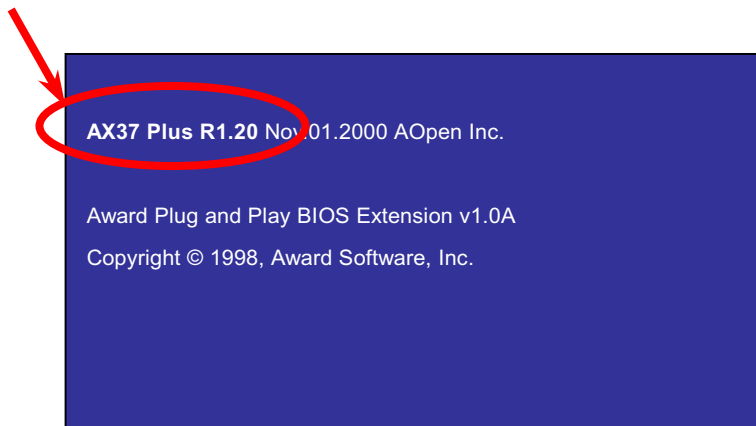 AX37 Plus R1.20 Nov.01.2000 AOpen Inc.
Award Plug and Play BIOS Extension v1.0A
Copyright © 1998, Award Software, Inc.